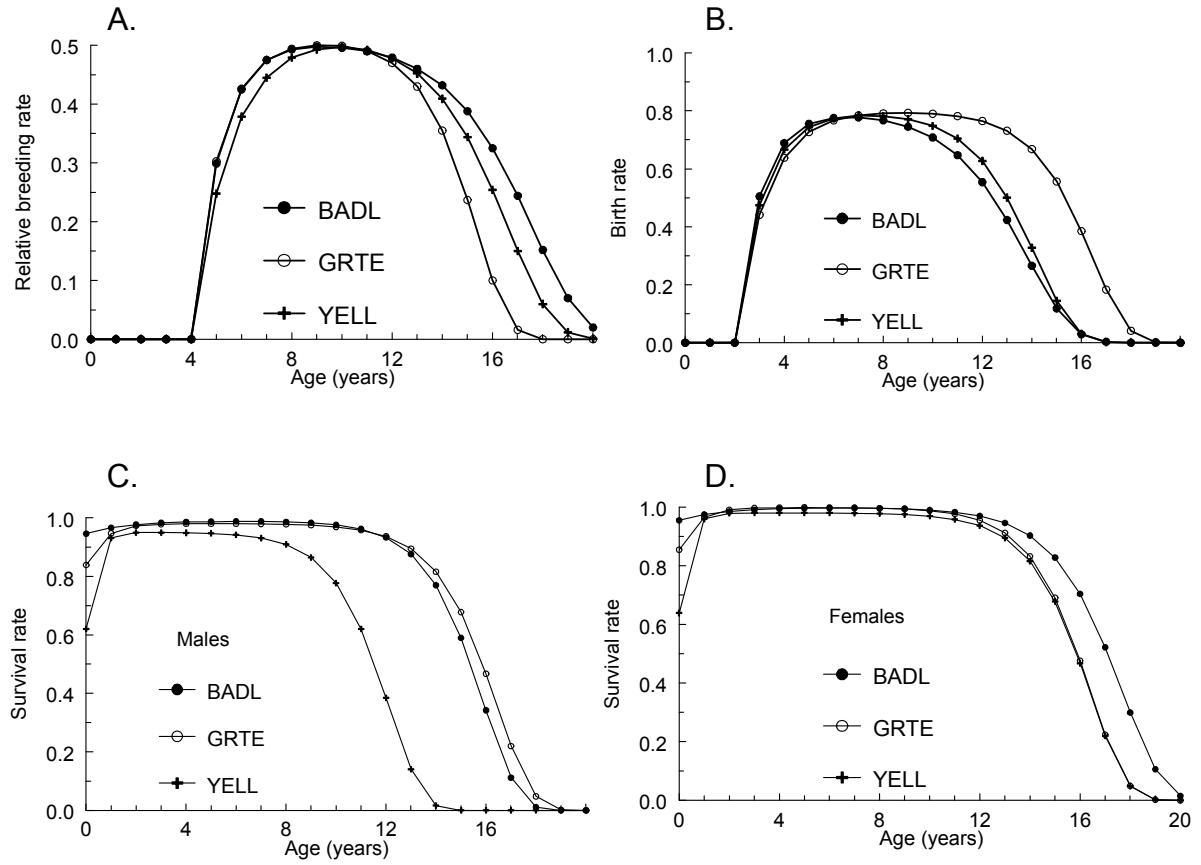 A.
0.5
0.4
0.3
0.2
0.1
0.0
Relative breeding rate
BADL
GRTE
YELL
0 4 8 12 16
Age (years)
B.
1.0
0.8
0.6
0.4
0.2
0.0
Birth rate
BADL
GRTE
YELL
0 4 8 12 16
Age (years)
C.
1.0
0.8
0.6
0.4
0.2
0.0
Survival rate
Males
BADL
GRTE
YELL
0 4 8 12 16
Age (years)
D.
1.0
0.8
0.6
0.4
0.2
0.0
Survival rate
Females
BADL
GRTE
YELL
0 4 8 12 16 20
Age (years)